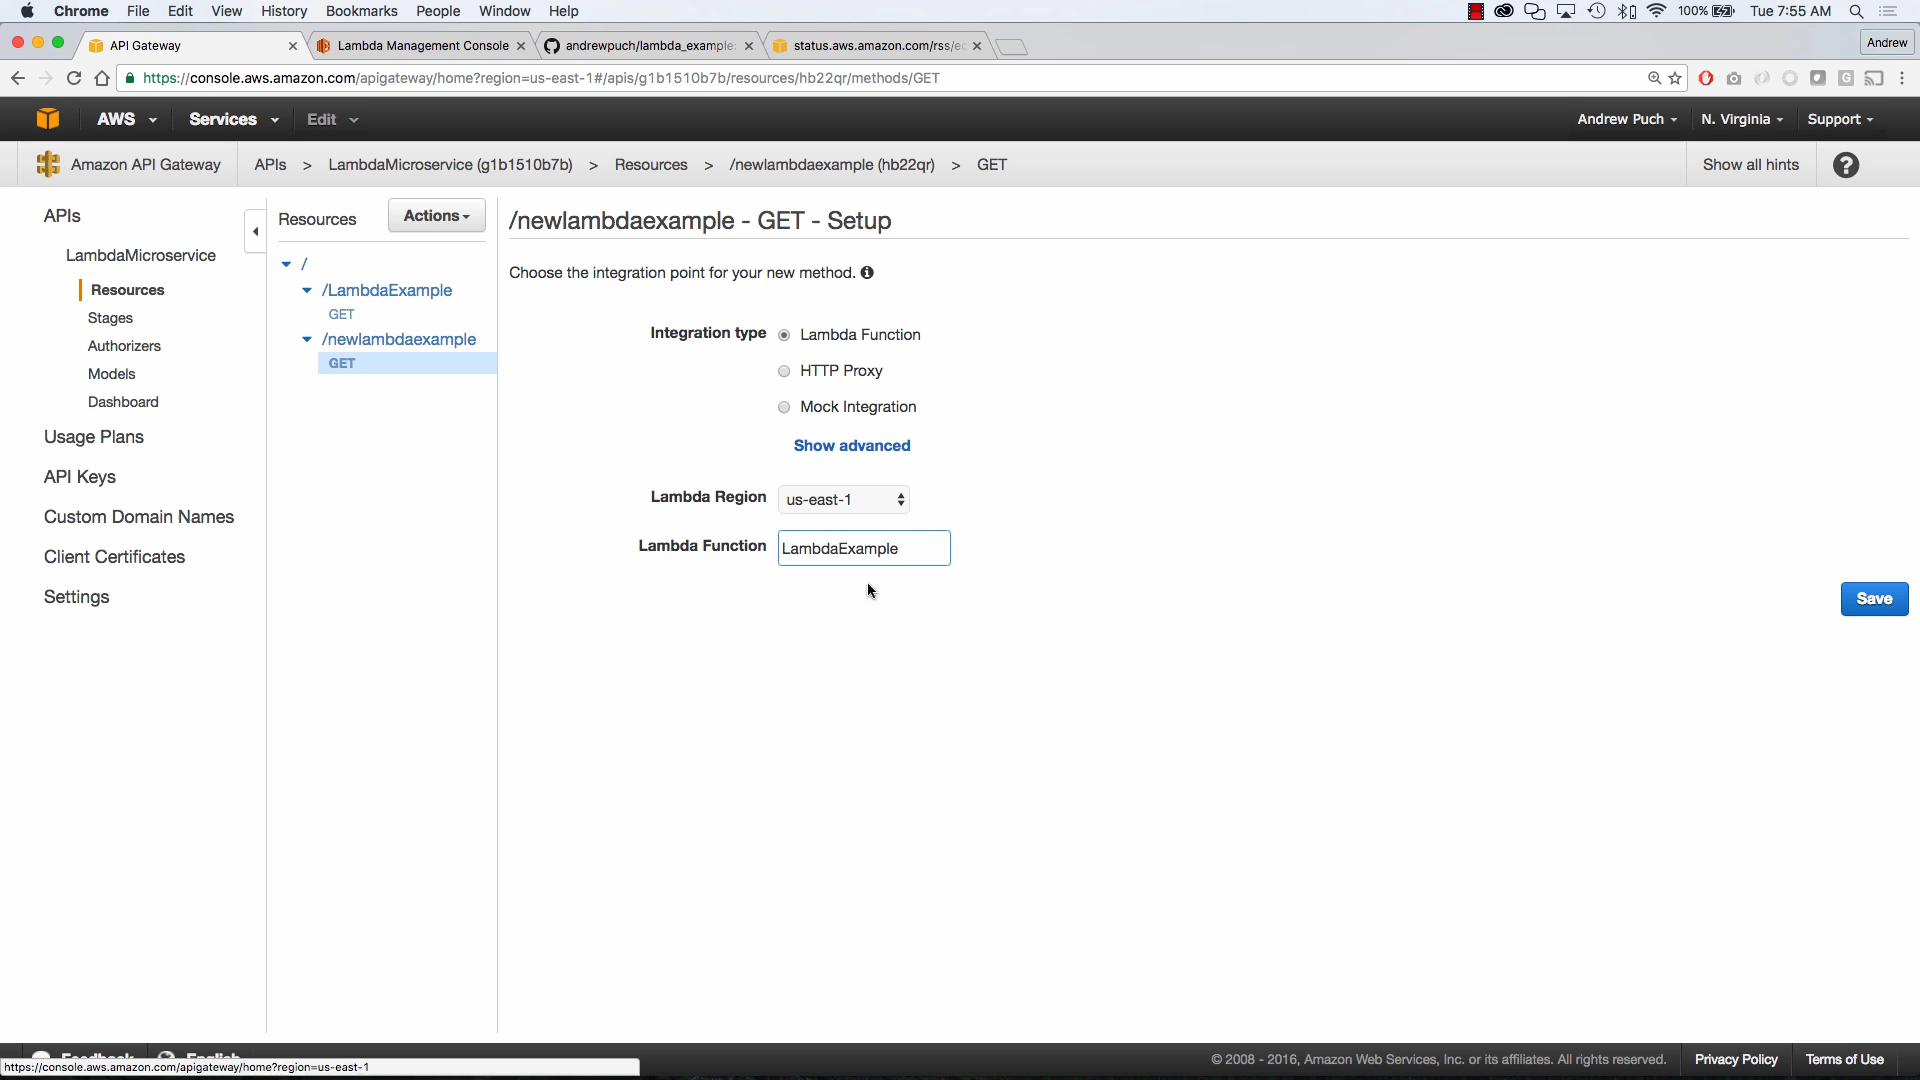 Chrome File Edit View History Bookmarks People Window Help 100% Tue 7:55 AM
API Gateway Lambda Management Console andrewpuch/lambda_example: status.aws.amazon.com/rss/ec Andrew
https://console.aws.amazon.com/apigateway/home?region=us-east-1#/apis/g1b1510b7b/resources/hb22qr/methods/GET
AWS Services Edit Andrew Puch N. Virginia Support
Amazon API Gateway APIs > LambdaMicroservice (g1b1510b7b) > Resources > /newlambdaexample (hb22qr) > GET Show all hints ?
APIs
LambdaMicroservice
Resources
Stages
Authorizers
Models
Dashboard
Usage Plans
API Keys
Custom Domain Names
Client Certificates
Settings
Resources Actions
/
/LambdaExample
GET
/newlambdaexample
GET
/newlambdaexample - GET - Setup
Choose the integration point for your new method.
Integration type Lambda Function
HTTP Proxy
Mock Integration
Show advanced
Lambda Region us-east-1
Lambda Function LambdaExample
Save
Feedback English
https://console.aws.amazon.com/apigateway/home?region=us-east-1
© 2008 - 2016, Amazon Web Services, Inc. or its affiliates. All rights reserved. Privacy Policy Terms of Use